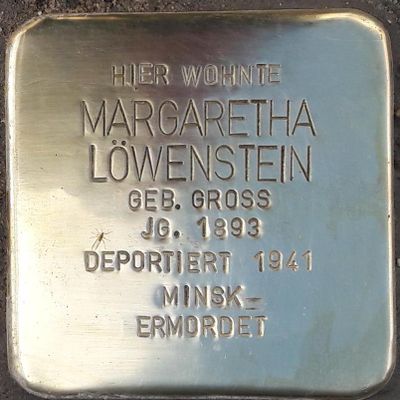 HIER WOHNTE
MARGARETHA
LÖWENSTEIN
GEB. GROSS
JG. 1893
DEPORTIERT 1941
MINSK
ERMORDET